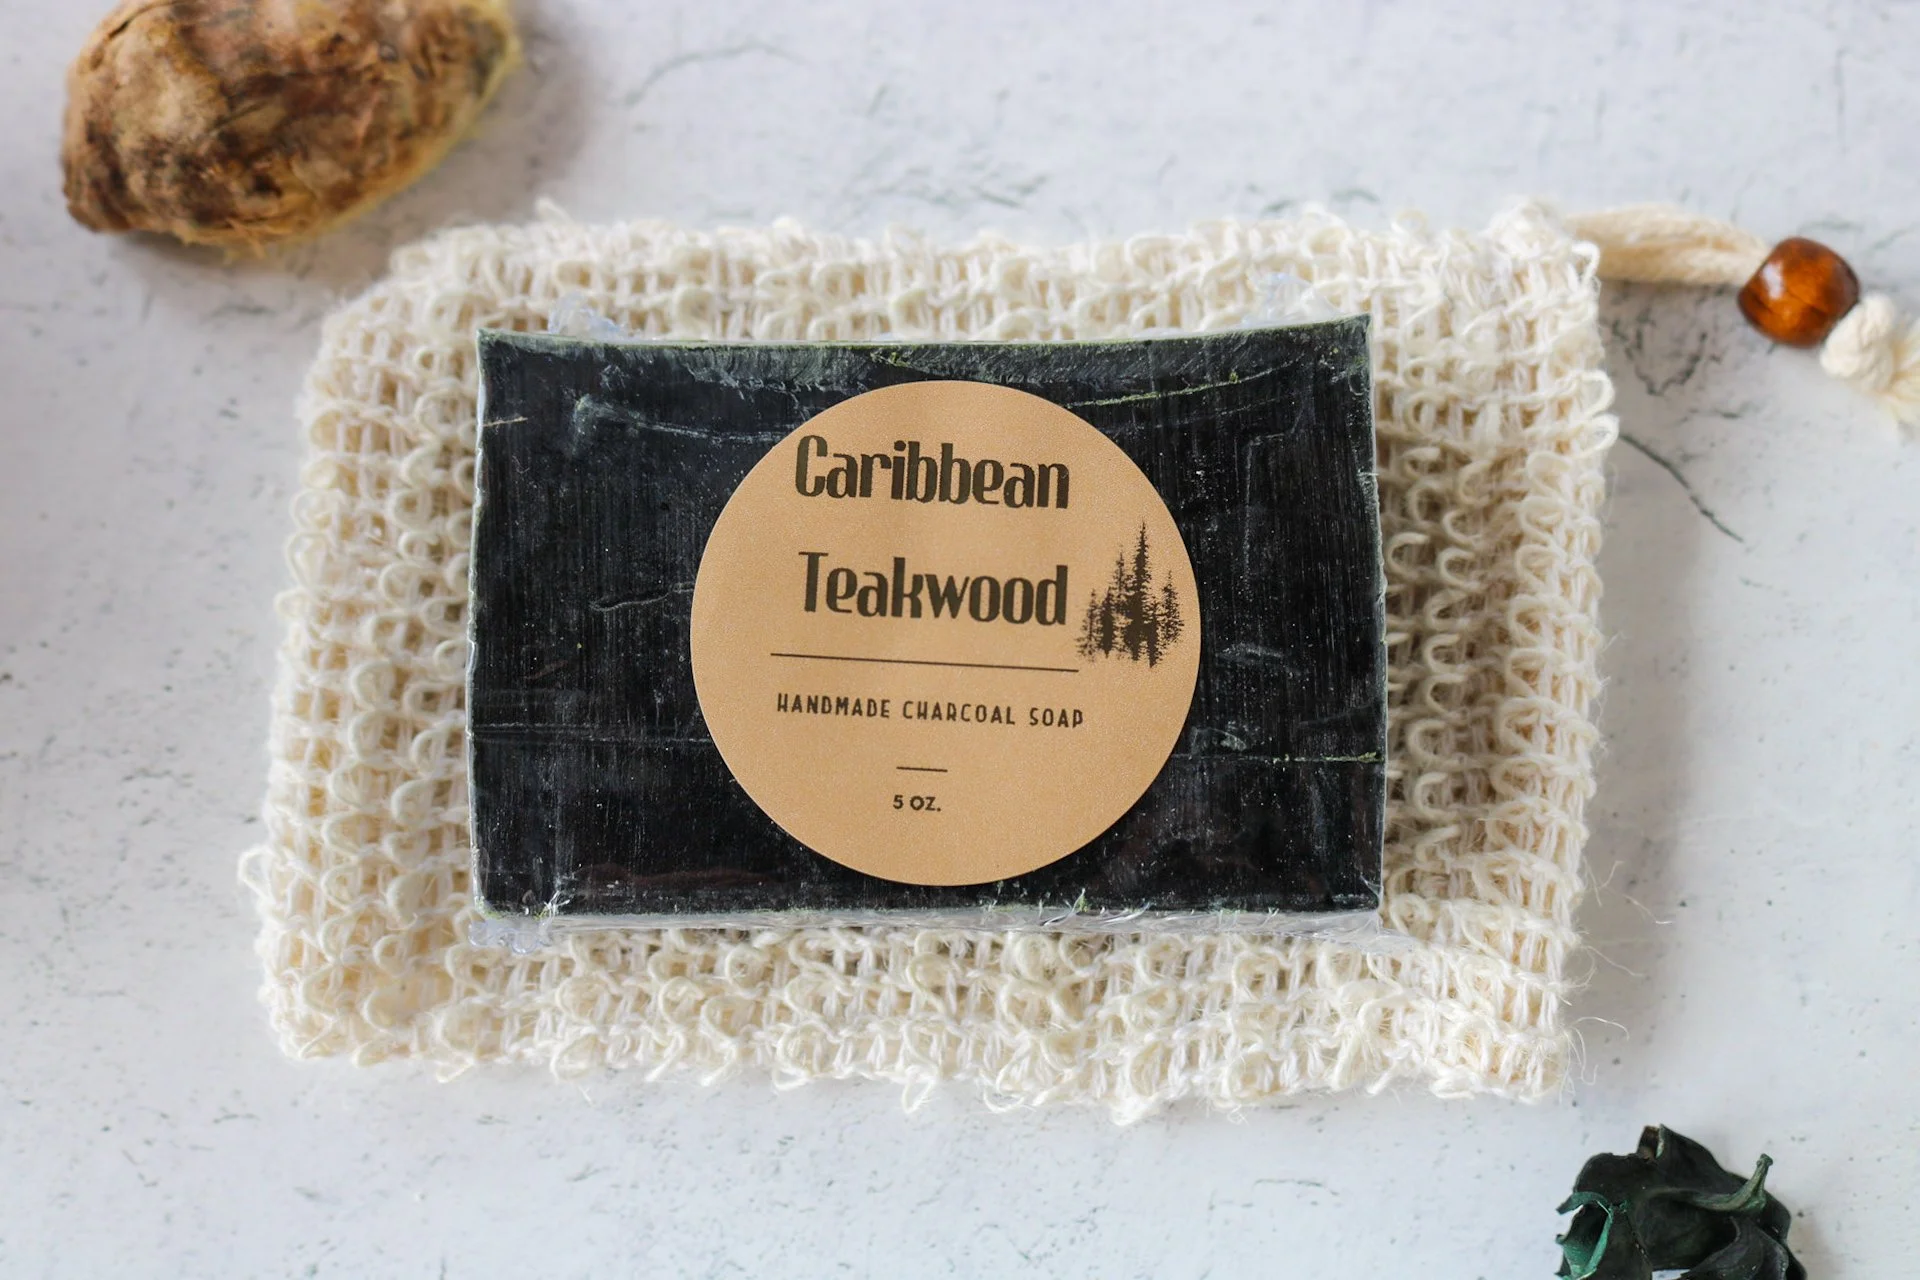 Caribbean
Teakwood
HANDMADE CHARCOAL SOAP
5 OZ.